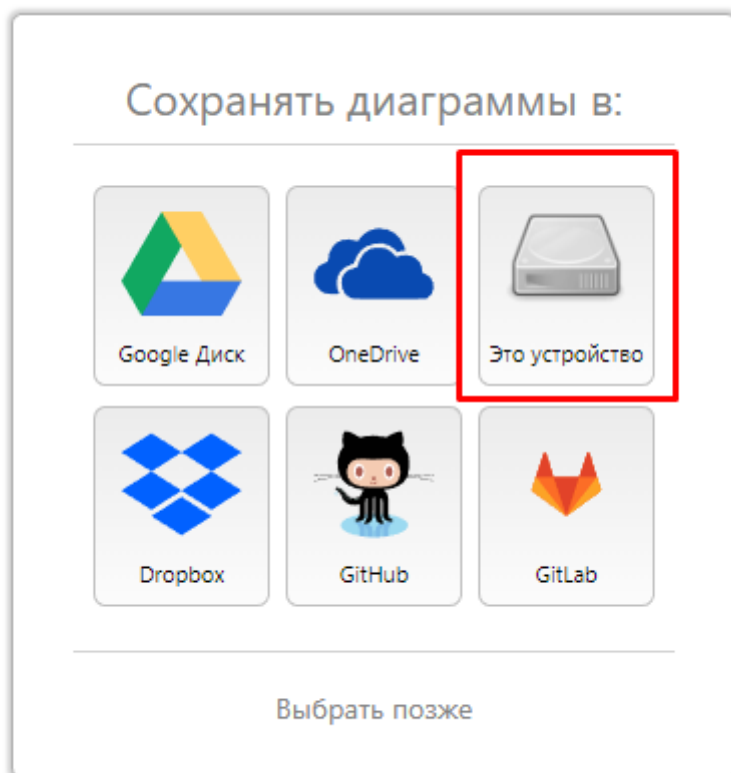 Сохранять диаграммы в:
Google Диск
OneDrive
Это устройство
Dropbox
GitHub
GitLab
Выбрать позже